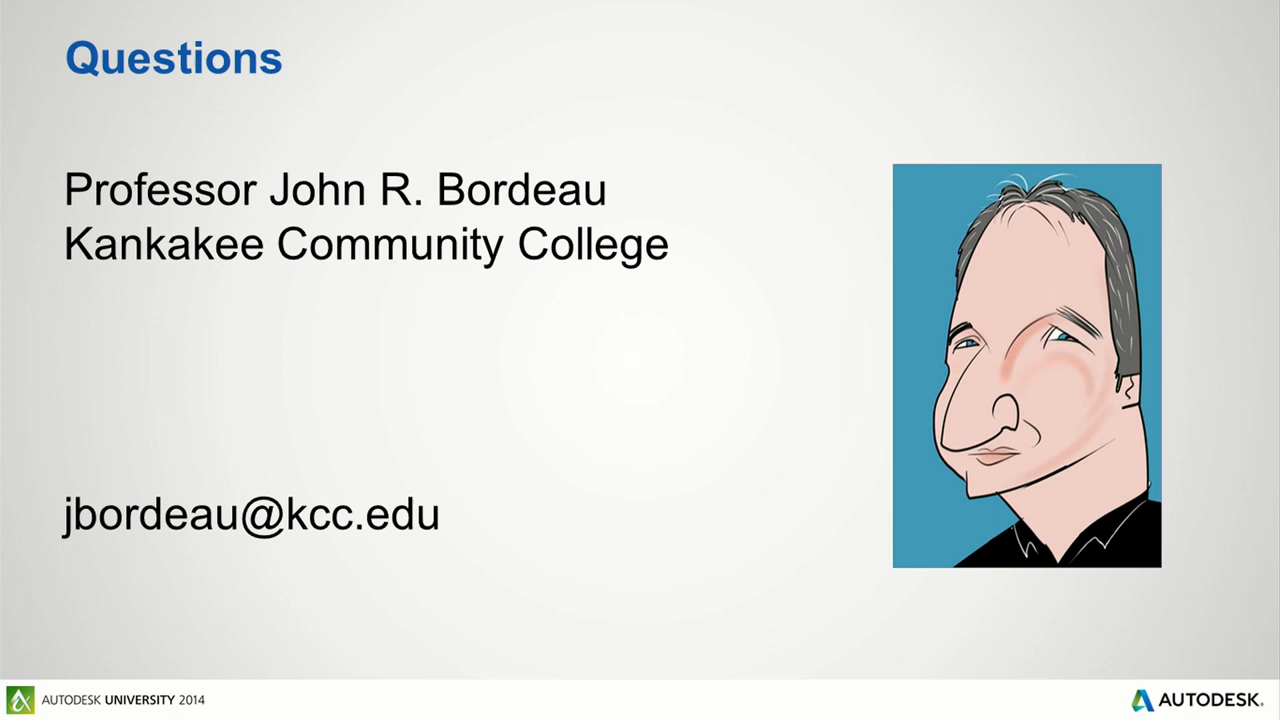 Questions
Professor John R. Bordeau
Kankakee Community College
jbordeau@kcc.edu
AUTODESK UNIVERSITY 2014
AUTODESK.